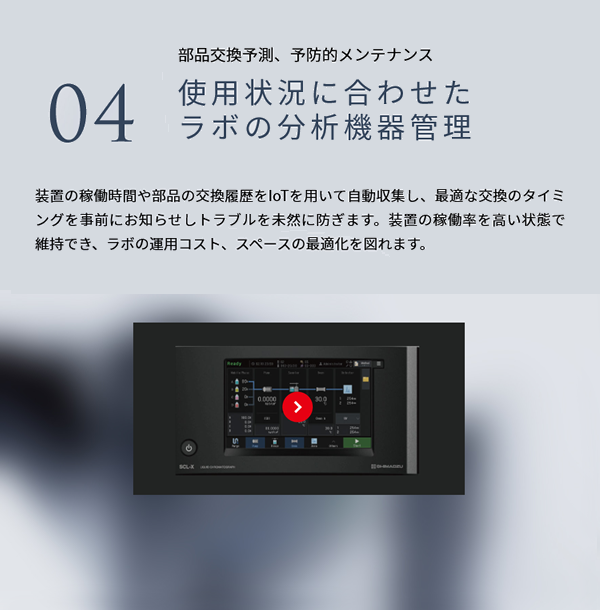 部品交換予測、予防的メンテナンス
04
使用状況に合わせた
ラボの分析機器管理
装置の稼働時間や部品の交換履歴をIoTを用いて自動収集し、最適な交換のタイミ
ングを事前にお知らせしトラブルを未然に防ぎます。装置の稼働率を高い状態で
維持でき、ラボの運用コスト、スペースの最適化を図れます。
Ready
0.0000
30.0
SCL-X
SHIMADZU